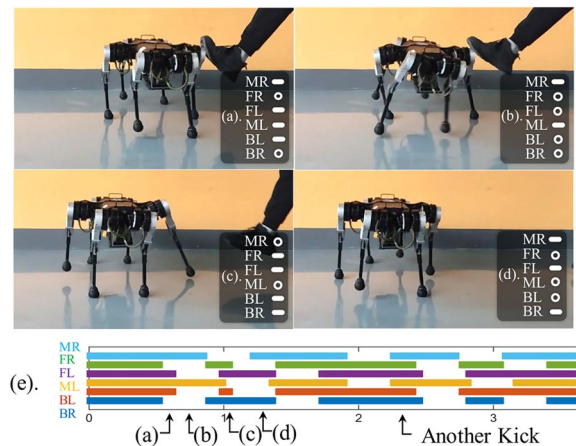 MR
FR
(a). FL
ML
BL
BR
MR
FR
(b). FL
ML
BL
BR
MR
FR
(c) FL
ML
BL
BR
MR
FR
(d) FL
ML
BL
BR
MR
FR
FL
(e). ML
BL
BR
0 1 2 3
(a) (b) (c) (d) Another Kick